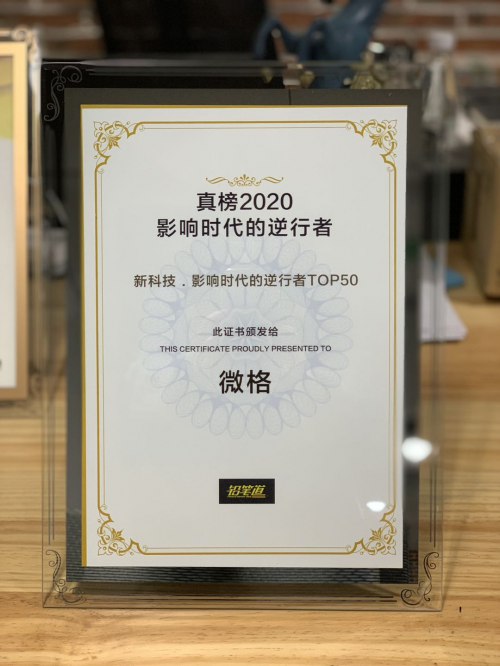 真榜2020
影响时代的逆行者
新科技．影响时代的逆行者TOP50
此证书颁发给
THIS CERTIFICATE PROUDLY PRESENTED TO
微格
铅笔道